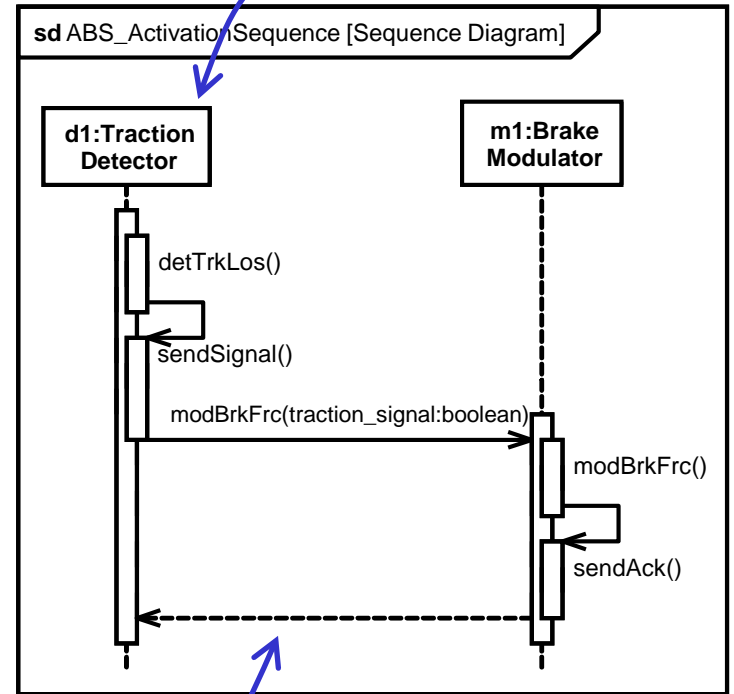 sd ABS_ActivationSequence [Sequence Diagram]
d1:Traction
Detector
m1:Brake
Modulator
detTrkLos()
sendSignal()
modBrkFrc(traction_signal:boolean)
modBrkFrc()
sendAck()